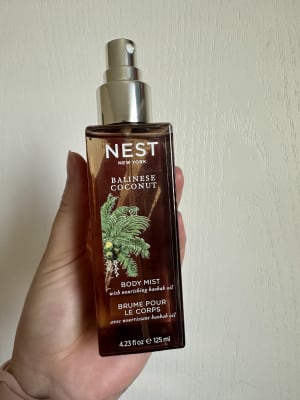 NEST
NEW YORK
BALINESE
COCONUT
BODY MIST
with nourishing baobab oil
BRUME POUR
LE CORPS
avec nourrissante baobab oil
4.23 fl oz ℮ 125 ml